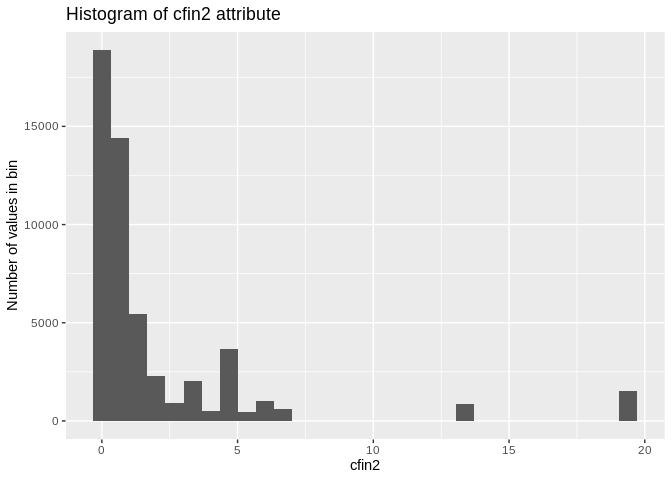 Histogram of cfin2 attribute
Number of values in bin
15000
10000
5000
0
0 5 10 15 20
cfin2